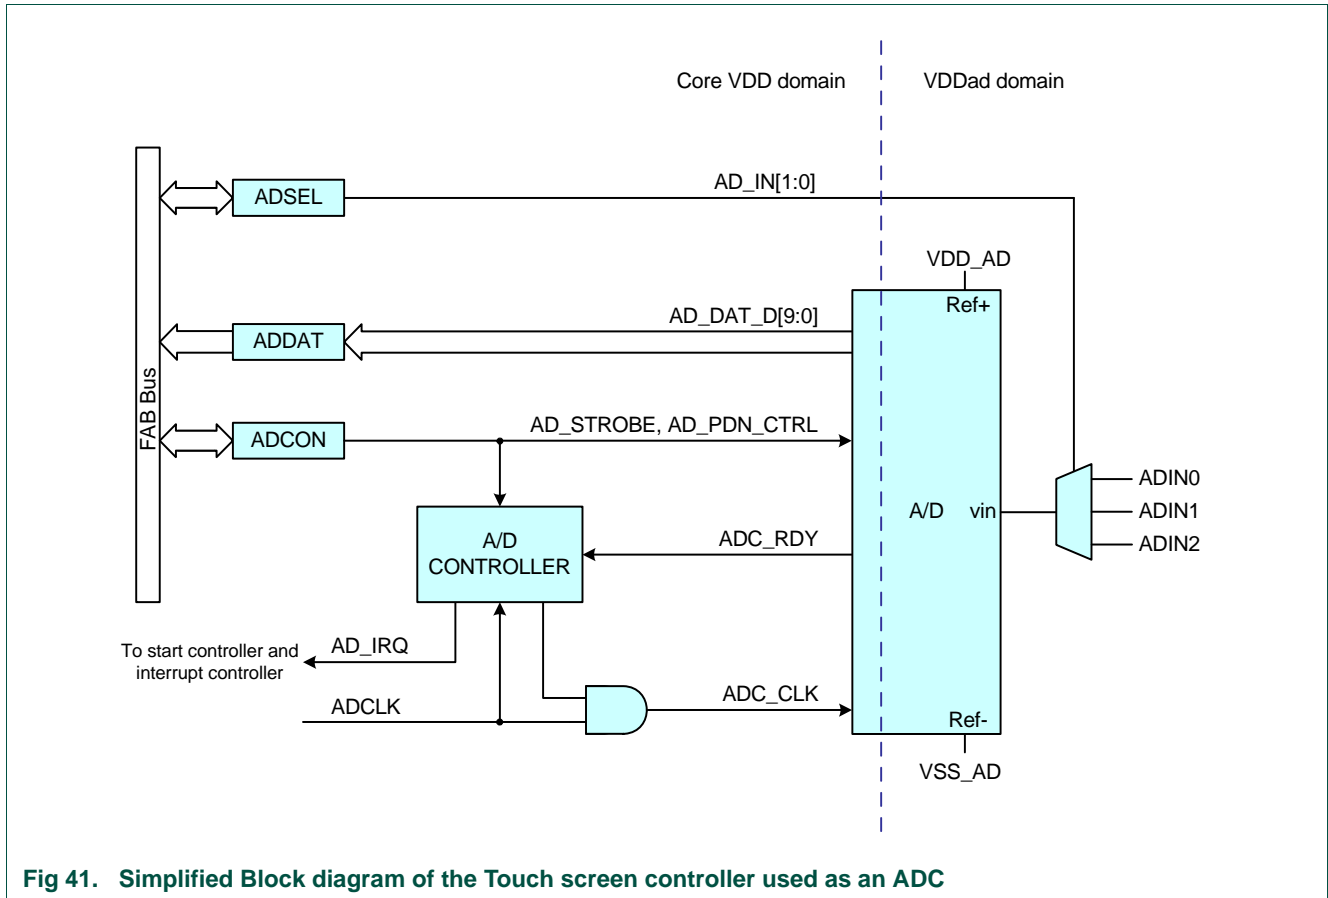 Core VDD domain
VDDad domain
AD_IN[1:0]
ADSEL
VDD_AD
Ref+
AD_DAT_D[9:0]
ADDAT
FAB Bus
AD_STROBE, AD_PDN_CTRL
ADCON
ADIN0
A/D
vin
ADIN1
ADIN2
A/D
CONTROLLER
ADC_RDY
To start controller and
interrupt controller
AD_IRQ
ADCLK
ADC_CLK
Ref-
VSS_AD
Fig 41. Simplified Block diagram of the Touch screen controller used as an ADC